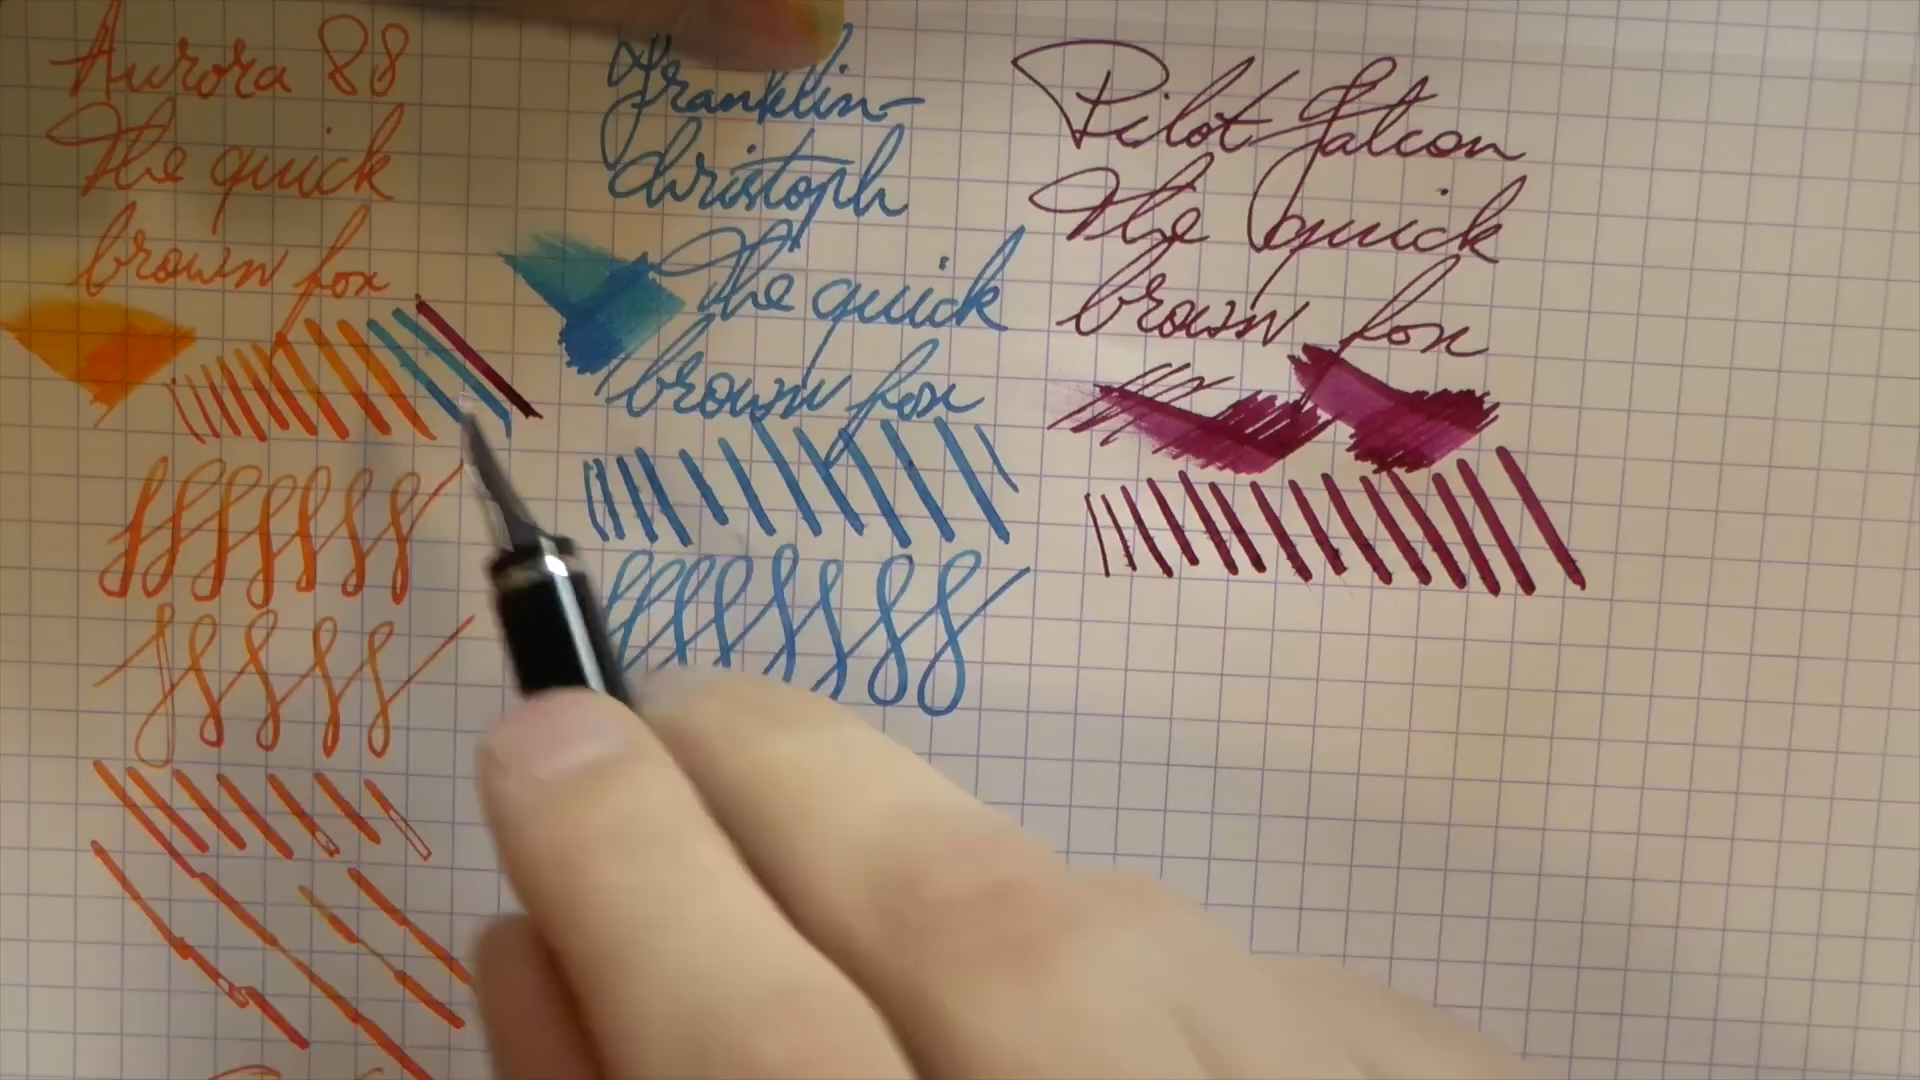 Aurora 88
The quick
brown fox
Franklin-
Christoph
The quick
brown fox
Pilot Falcon
The quick
brown fox